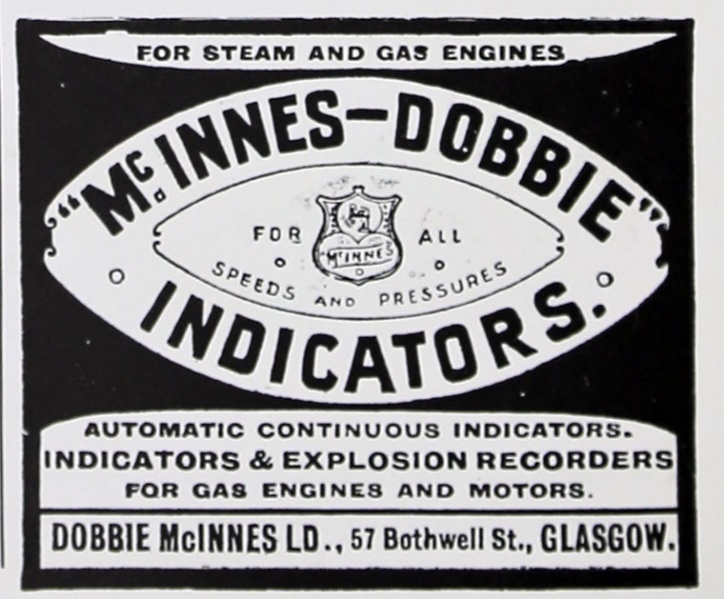 FOR STEAM AND GAS ENGINES
"McINNES-DOBBIE"
FOR ALL
McINNES
SPEEDS AND PRESSURES
INDICATORS.
AUTOMATIC CONTINUOUS INDICATORS.
INDICATORS & EXPLOSION RECORDERS
FOR GAS ENGINES AND MOTORS.
DOBBIE McINNES LD., 57 Bothwell St., GLASGOW.